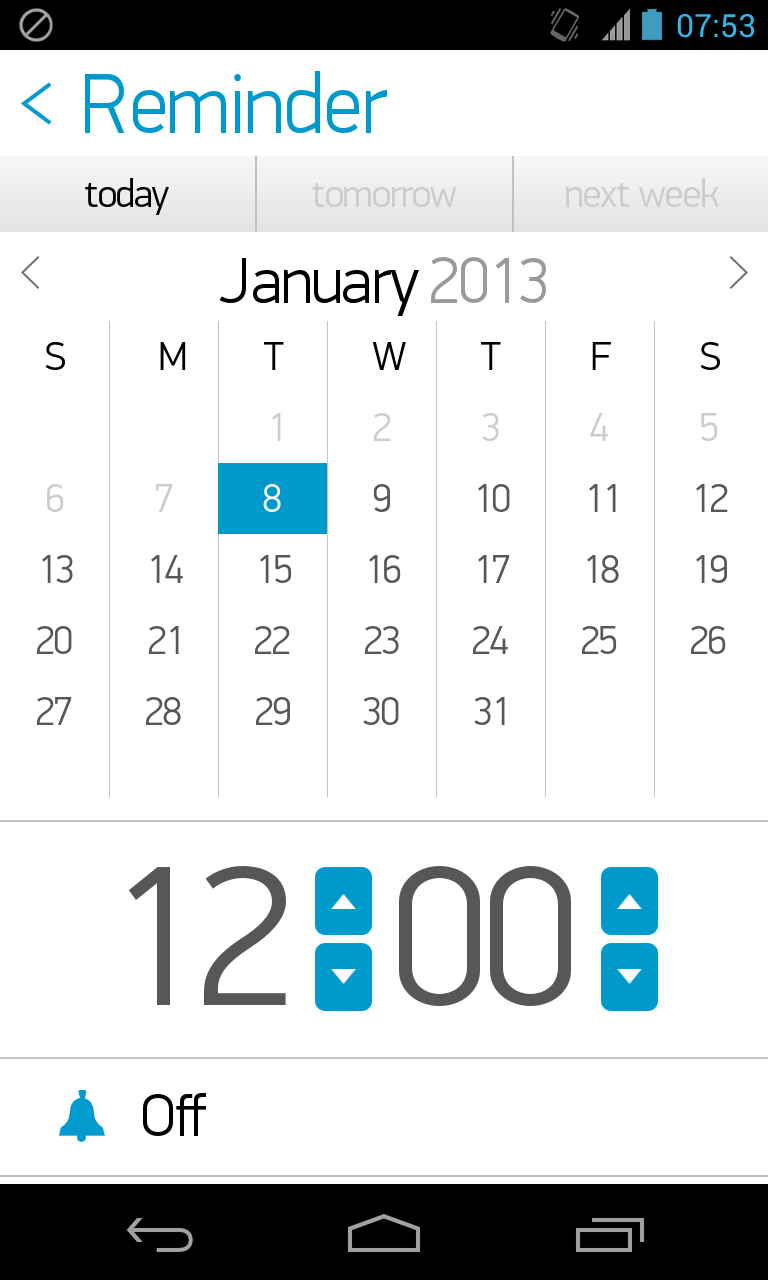 07:53
Reminder
today tomorrow next week
January 2013
S M T W T F S
1 2 3 4 5
6 7 8 9 10 11 12
13 14 15 16 17 18 19
20 21 22 23 24 25 26
27 28 29 30 31
12 00
Off